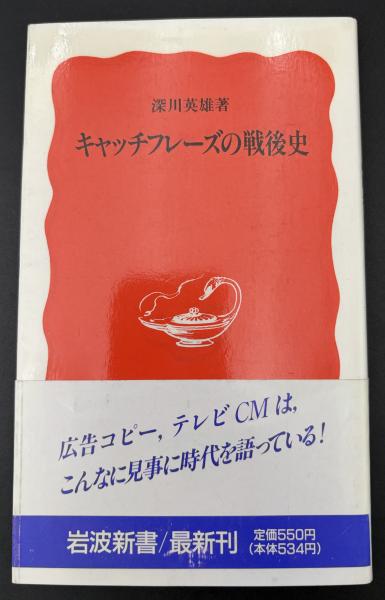 深川英雄著
キャッチフレーズの戦後史
広告コピー，テレビCMは，
こんなに見事に時代を語っている！
岩波新書/最新刊
定価550円
（本体534円）